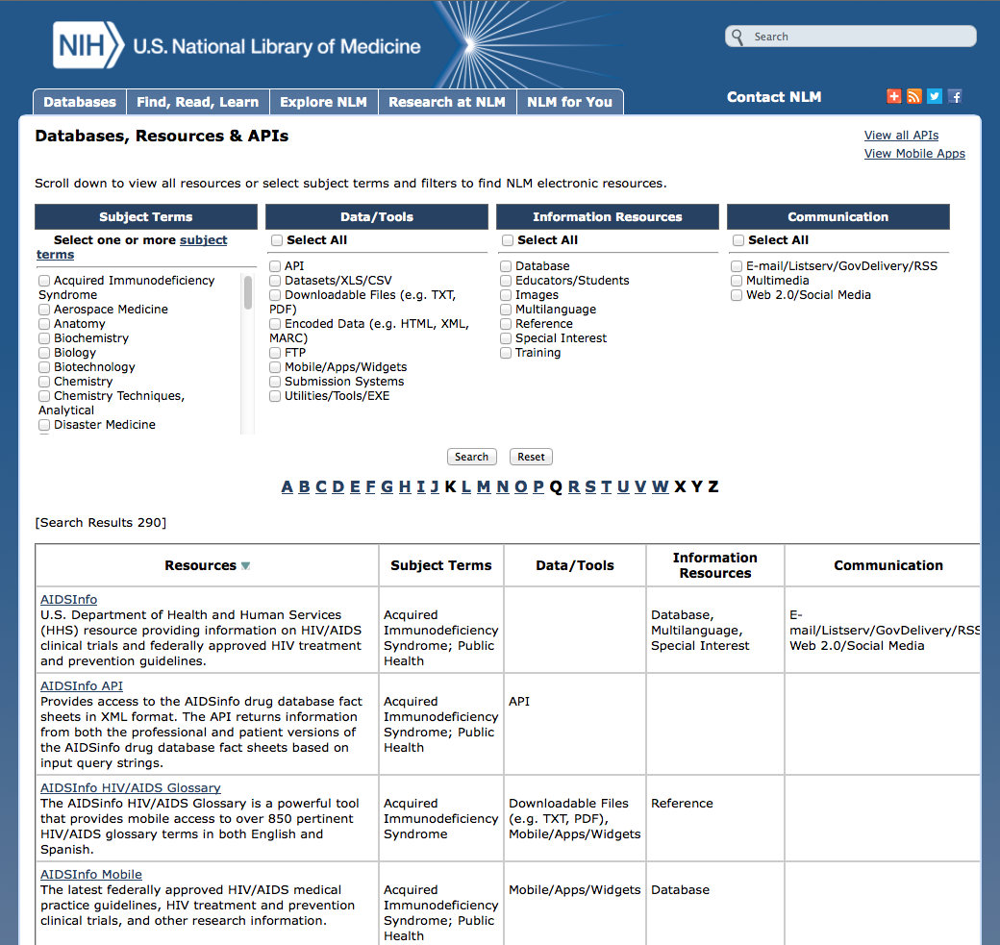 NIH U.S. National Library of Medicine
Search
Databases Find, Read, Learn Explore NLM Research at NLM NLM for You
Contact NLM
Databases, Resources & APIs
View all APIs
View Mobile Apps
Scroll down to view all resources or select subject terms and filters to find NLM electronic resources.
Subject Terms
Select one or more subject
terms
Acquired Immunodeficiency
Syndrome
Aerospace Medicine
Anatomy
Biochemistry
Biology
Biotechnology
Chemistry
Chemistry Techniques,
Analytical
Disaster Medicine
Data/Tools
Select All
API
Datasets/XLS/CSV
Downloadable Files (e.g. TXT,
PDF)
Encoded Data (e.g. HTML, XML,
MARC)
FTP
Mobile/Apps/Widgets
Submission Systems
Utilities/Tools/EXE
Information Resources
Select All
Database
Educators/Students
Images
Multilanguage
Reference
Special Interest
Training
Communication
Select All
E-mail/Listserv/GovDelivery/RSS
Multimedia
Web 2.0/Social Media
Search Reset
A B C D E F G H I J K L M N O P Q R S T U V W X Y Z
[Search Results 290]
Resources
Subject Terms
Data/Tools
Information
Resources
Communication
AIDSInfo
U.S. Department of Health and Human Services
(HHS) resource providing information on HIV/AIDS
clinical trials and federally approved HIV treatment
and prevention guidelines.
Acquired
Immunodeficiency
Syndrome; Public
Health
Database,
Multilanguage,
Special Interest
E-
mail/Listserv/GovDelivery/RSS
Web 2.0/Social Media
AIDSInfo API
Provides access to the AIDSinfo drug database fact
sheets in XML format. The API returns information
from both the professional and patient versions of
the AIDSinfo drug database fact sheets based on
input query strings.
Acquired
Immunodeficiency
Syndrome; Public
Health
API
AIDSInfo HIV/AIDS Glossary
The AIDSinfo HIV/AIDS Glossary is a powerful tool
that provides mobile access to over 850 pertinent
HIV/AIDS glossary terms in both English and
Spanish.
Acquired
Immunodeficiency
Syndrome
Downloadable Files
(e.g. TXT, PDF),
Mobile/Apps/Widgets
Reference
AIDSInfo Mobile
The latest federally approved HIV/AIDS medical
practice guidelines, HIV treatment and prevention
clinical trials, and other research information.
Acquired
Immunodeficiency
Syndrome; Public
Health
Mobile/Apps/Widgets
Database